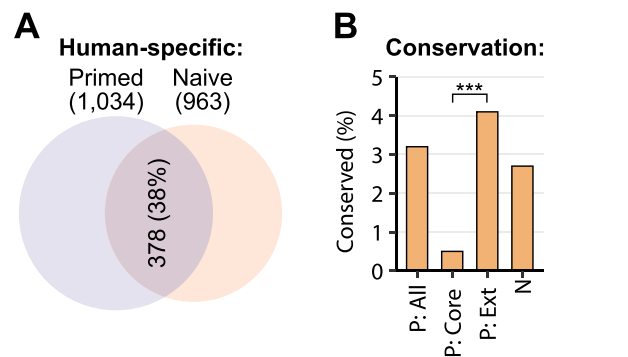 A
Human-specific:
Primed
(1,034)
Naive
(963)
378 (38%)
B
Conservation:
Conserved (%)
5
4
3
2
1
0
***
P: All
P: Core
P: Ext
N